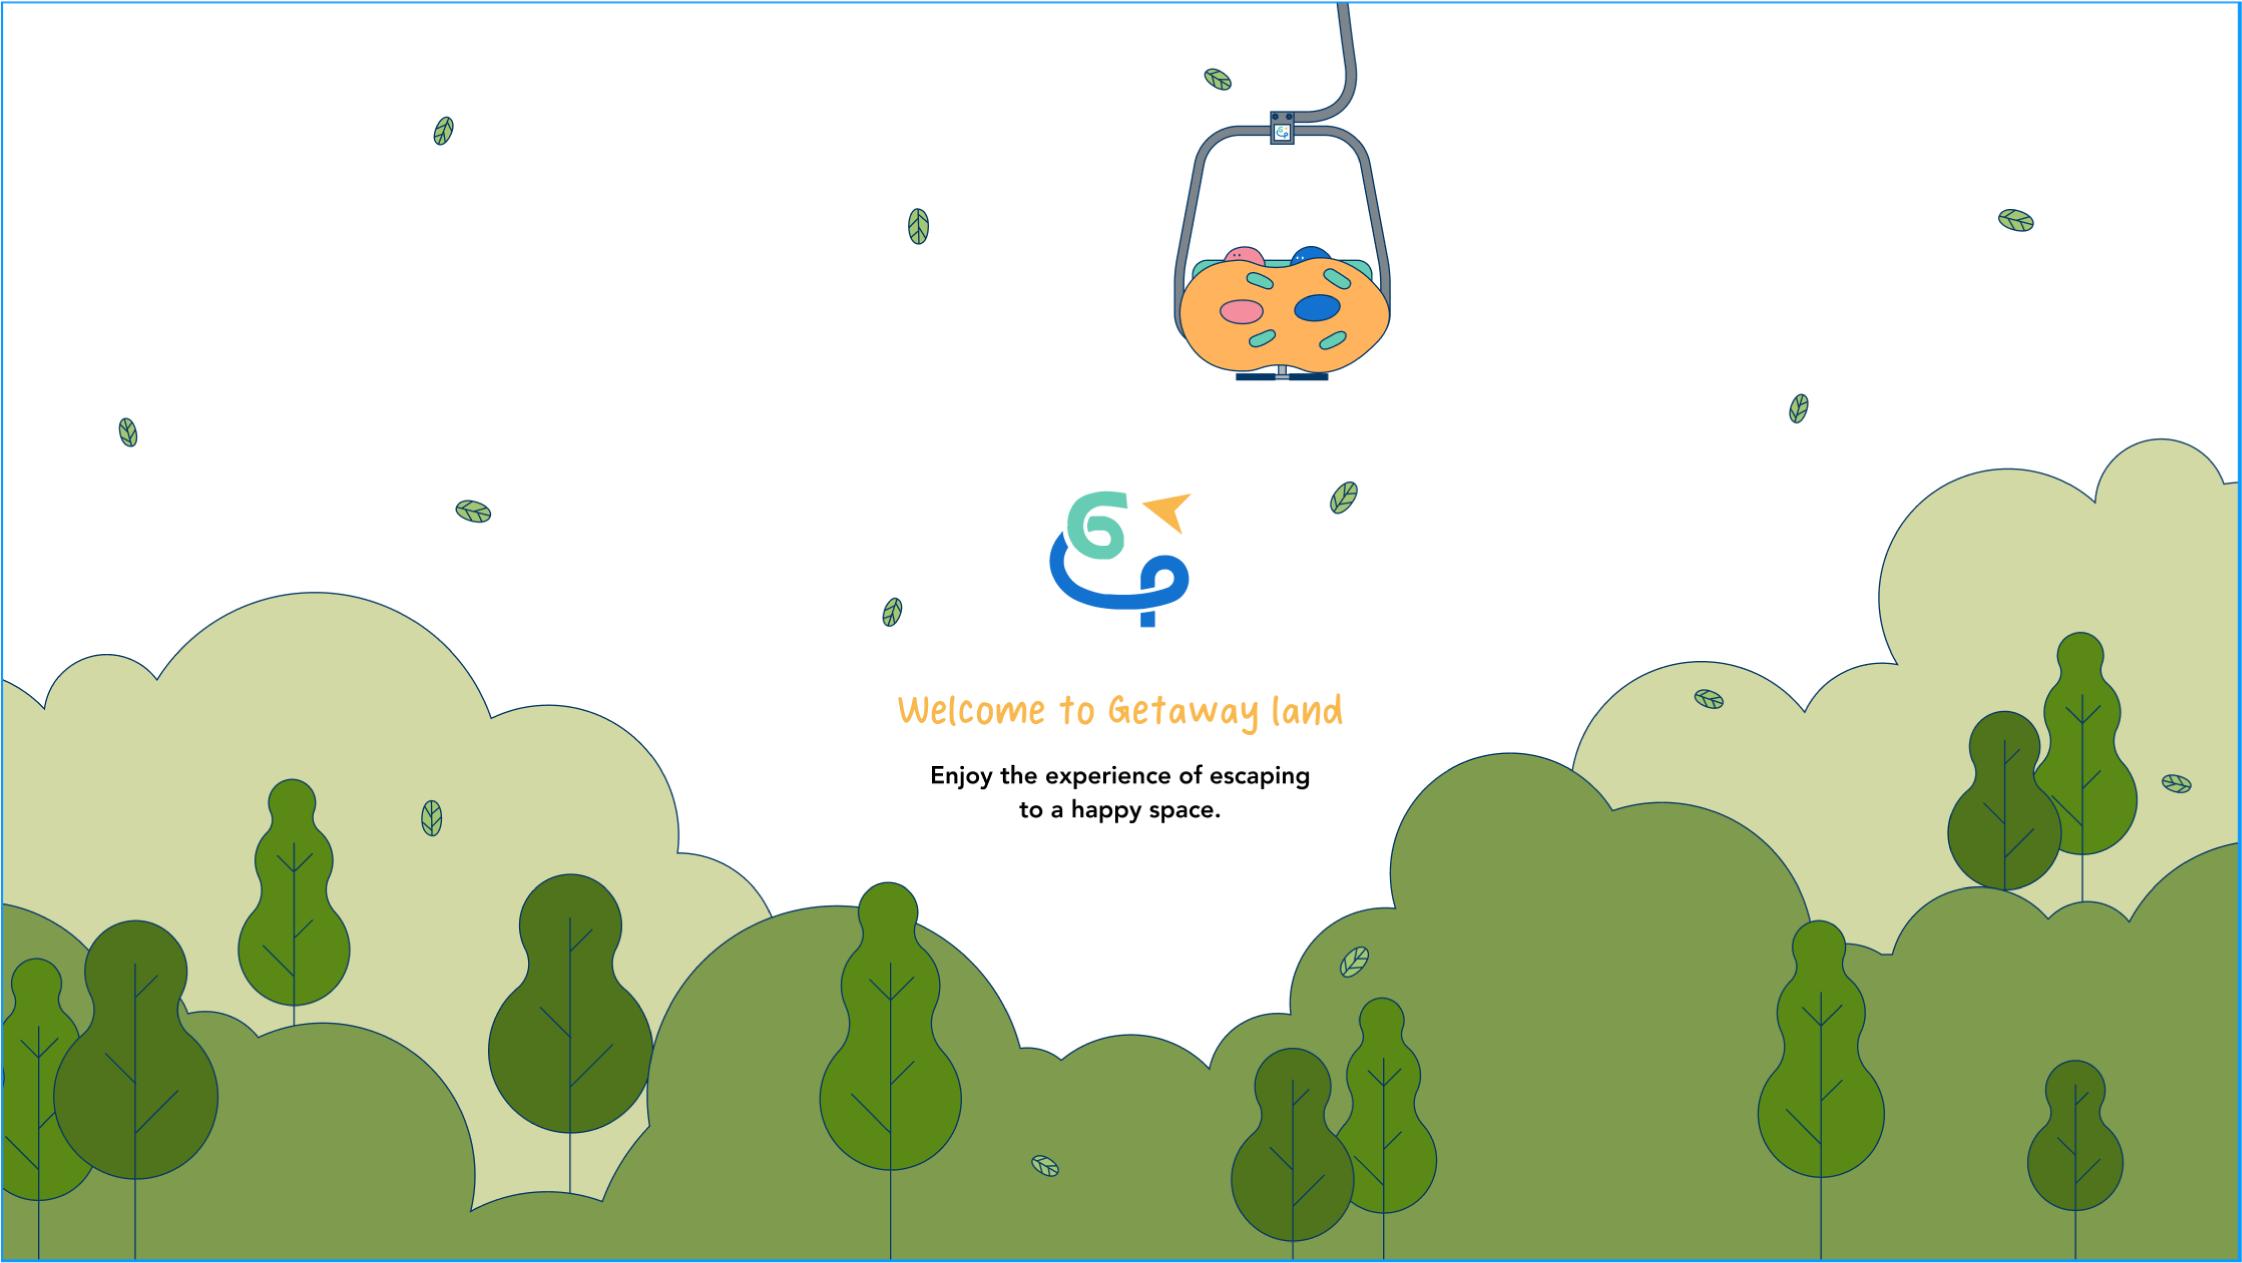 Welcome to Getaway land
Enjoy the experience of escaping
to a happy space.